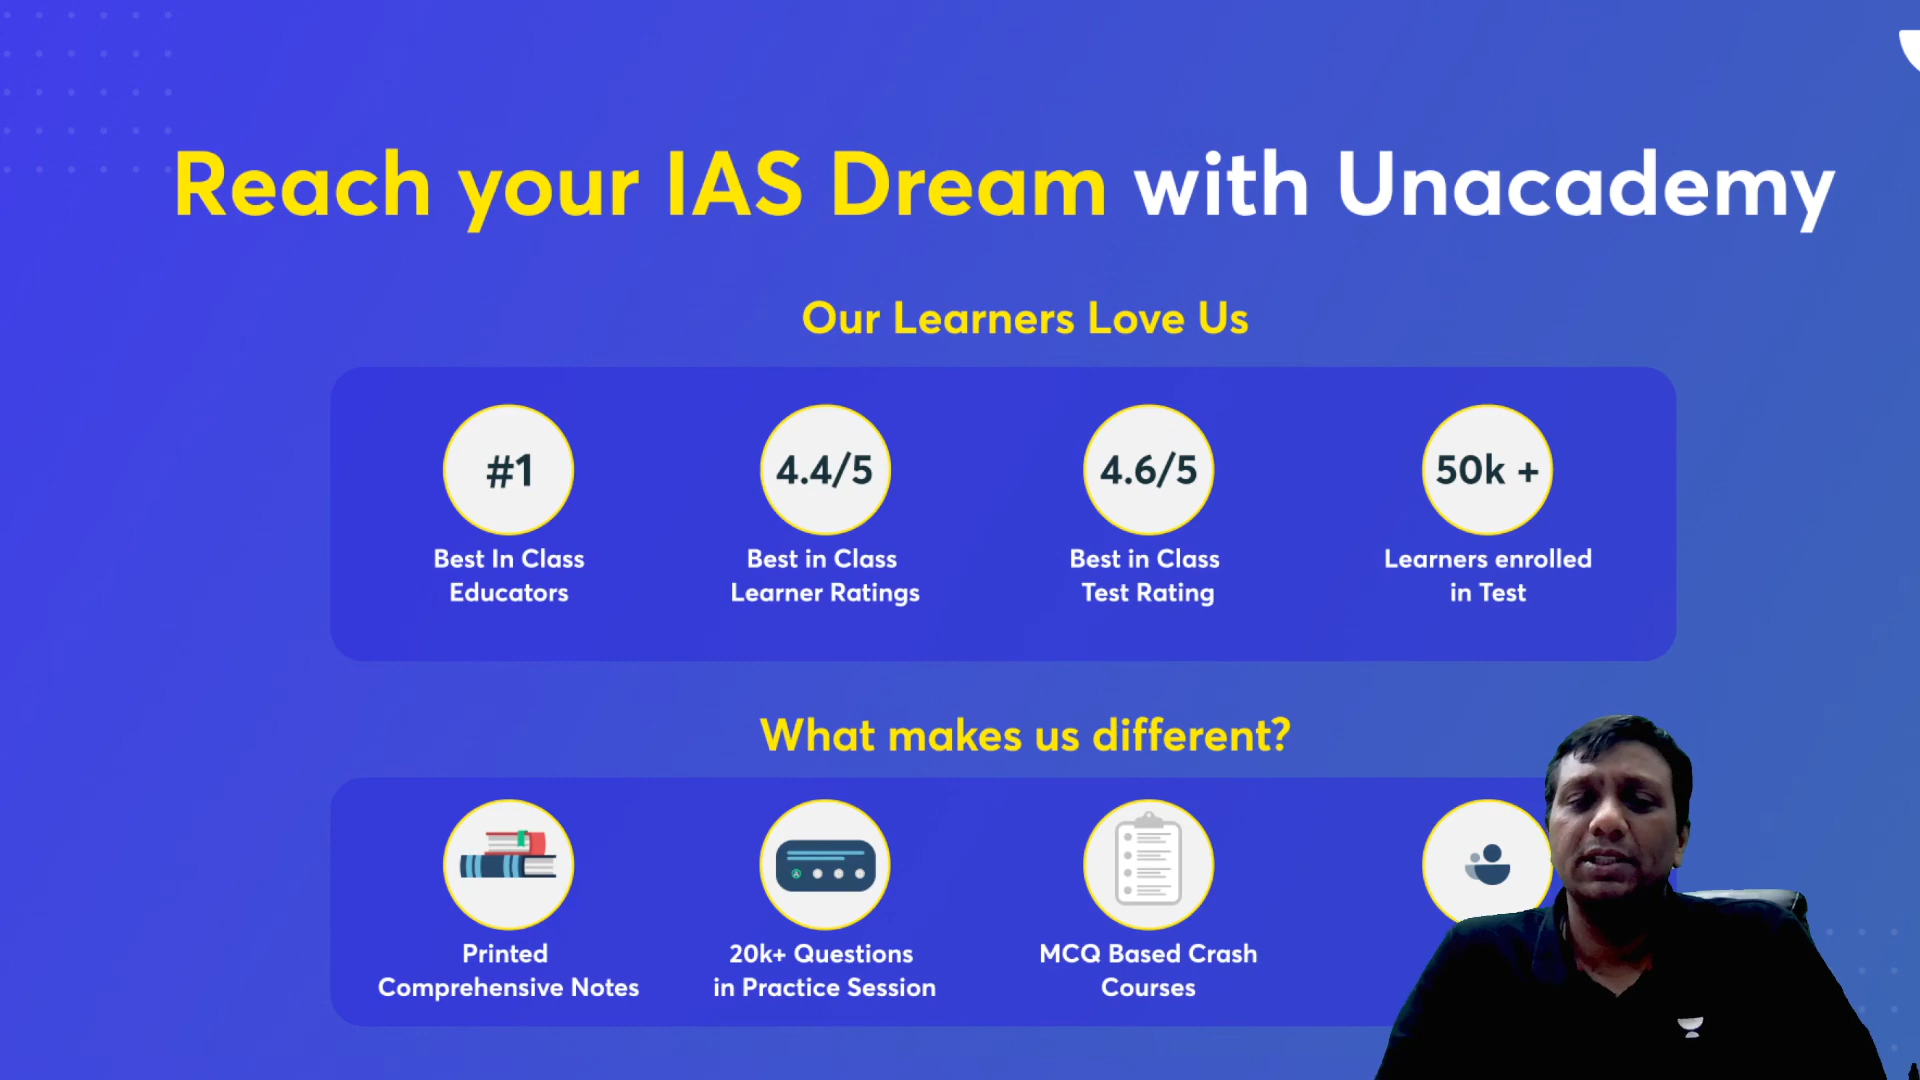 Reach your IAS Dream with Unacademy
Our Learners Love Us
#1
4.4/5
4.6/5
50k +
Best In Class
Educators
Best in Class
Learner Ratings
Best in Class
Test Rating
Learners enrolled
in Test
What makes us different?
Printed
Comprehensive Notes
20k+ Questions
in Practice Session
MCQ Based Crash
Courses